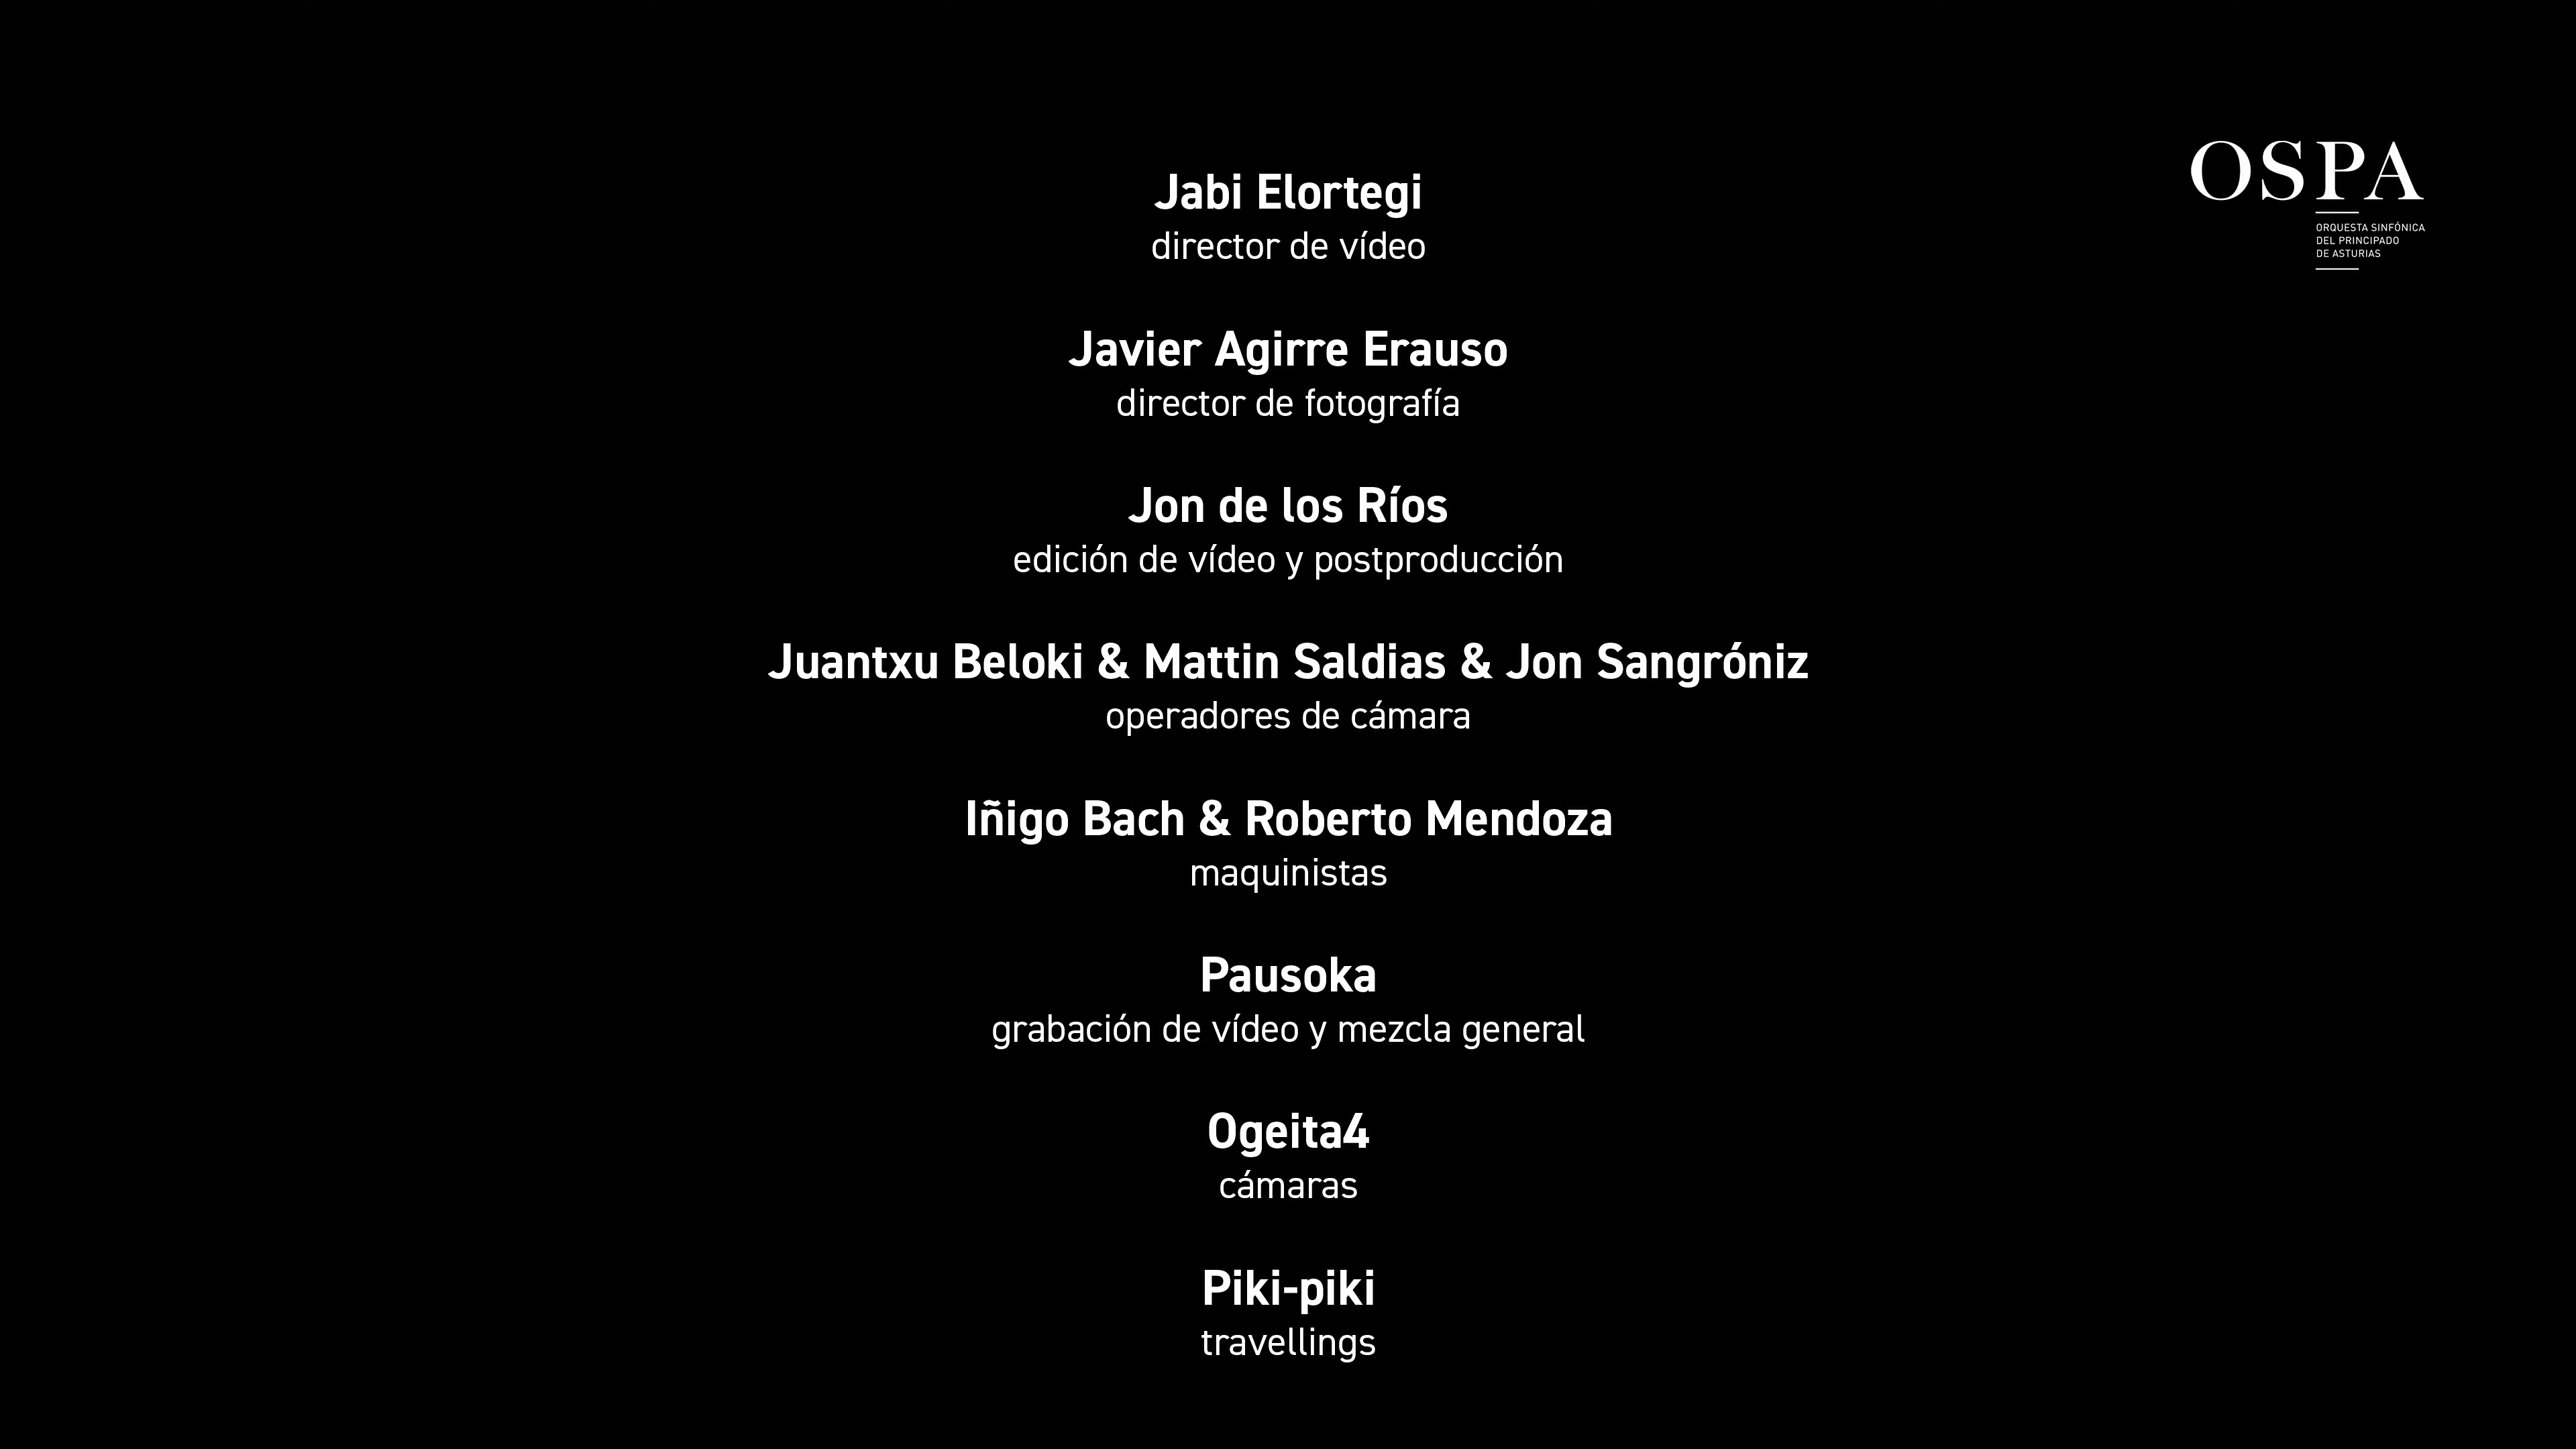 Jabi Elortegi
director de vídeo
Javier Agirre Erauso
director de fotografía
Jon de los Ríos
edición de vídeo y postproducción
Juantxu Beloki & Mattin Saldias & Jon Sangróniz
operadores de cámara
Iñigo Bach & Roberto Mendoza
maquinistas
Pausoka
grabación de vídeo y mezcla general
Ogeita4
cámaras
Piki-piki
travellings
OSPA
ORQUESTA SINFÓNICA
DEL PRINCIPADO
DE ASTURIAS